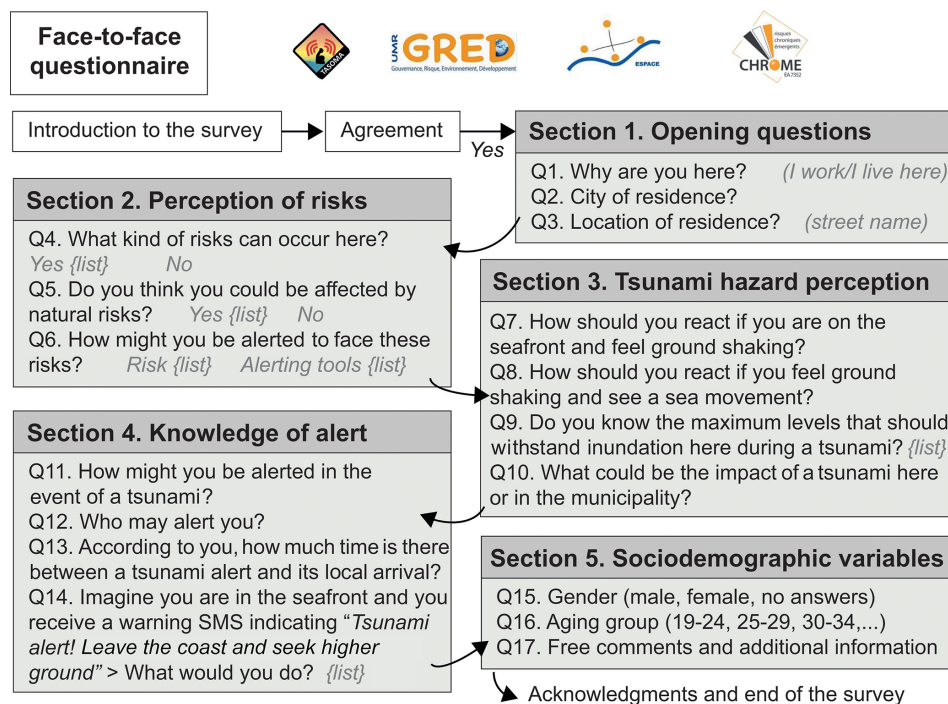 Face-to-face
questionnaire
TASOMA
UMR GRED
Gouvernance, Risque, Environnement, Développement
ESPACE
risques
chroniques
émergents
CHROME
EA7352
Introduction to the survey
Agreement
Yes
Section 1. Opening questions
Q1. Why are you here? (I work/I live here)
Q2. City of residence?
Q3. Location of residence? (street name)
Section 2. Perception of risks
Q4. What kind of risks can occur here?
Yes {list} No
Q5. Do you think you could be affected by
natural risks? Yes {list} No
Q6. How might you be alerted to face these
risks? Risk {list} Alerting tools {list}
Section 3. Tsunami hazard perception
Q7. How should you react if you are on the
seafront and feel ground shaking?
Q8. How should you react if you feel ground
shaking and see a sea movement?
Q9. Do you know the maximum levels that should
withstand inundation here during a tsunami? {list}
Q10. What could be the impact of a tsunami here
or in the municipality?
Section 4. Knowledge of alert
Q11. How might you be alerted in the
event of a tsunami?
Q12. Who may alert you?
Q13. According to you, how much time is there
between a tsunami alert and its local arrival?
Q14. Imagine you are in the seafront and you
receive a warning SMS indicating “Tsunami
alert! Leave the coast and seek higher
ground” > What would you do? {list}
Section 5. Sociodemographic variables
Q15. Gender (male, female, no answers)
Q16. Aging group (19-24, 25-29, 30-34,...)
Q17. Free comments and additional information
Acknowledgments and end of the survey